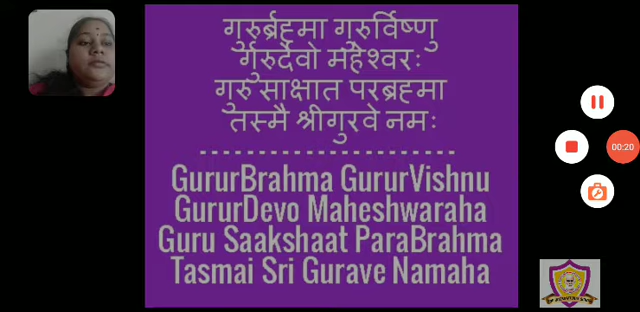 गुरुर्ब्रह्मा गुरुर्विष्णु
र्गुरुर्देवो महेश्वरः
गुरु साक्षात परब्रह्मा
तस्मै श्रीगुरवे नमः
GururBrahma GururVishnu
GururDevo Maheshwaraha
Guru Saakshaat ParaBrahma
Tasmai Sri Gurave Namaha
00:20